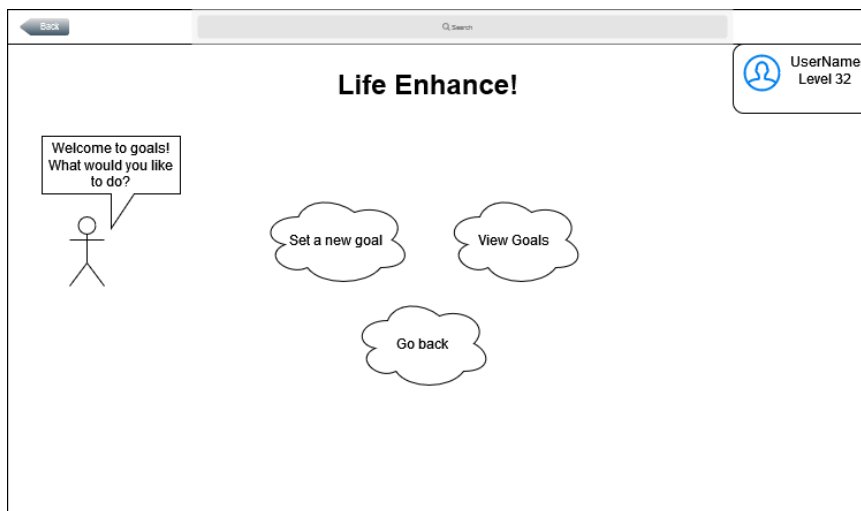 Back
Search
UserName
Level 32
Life Enhance!
Welcome to goals!
What would you like
to do?
Set a new goal
View Goals
Go back